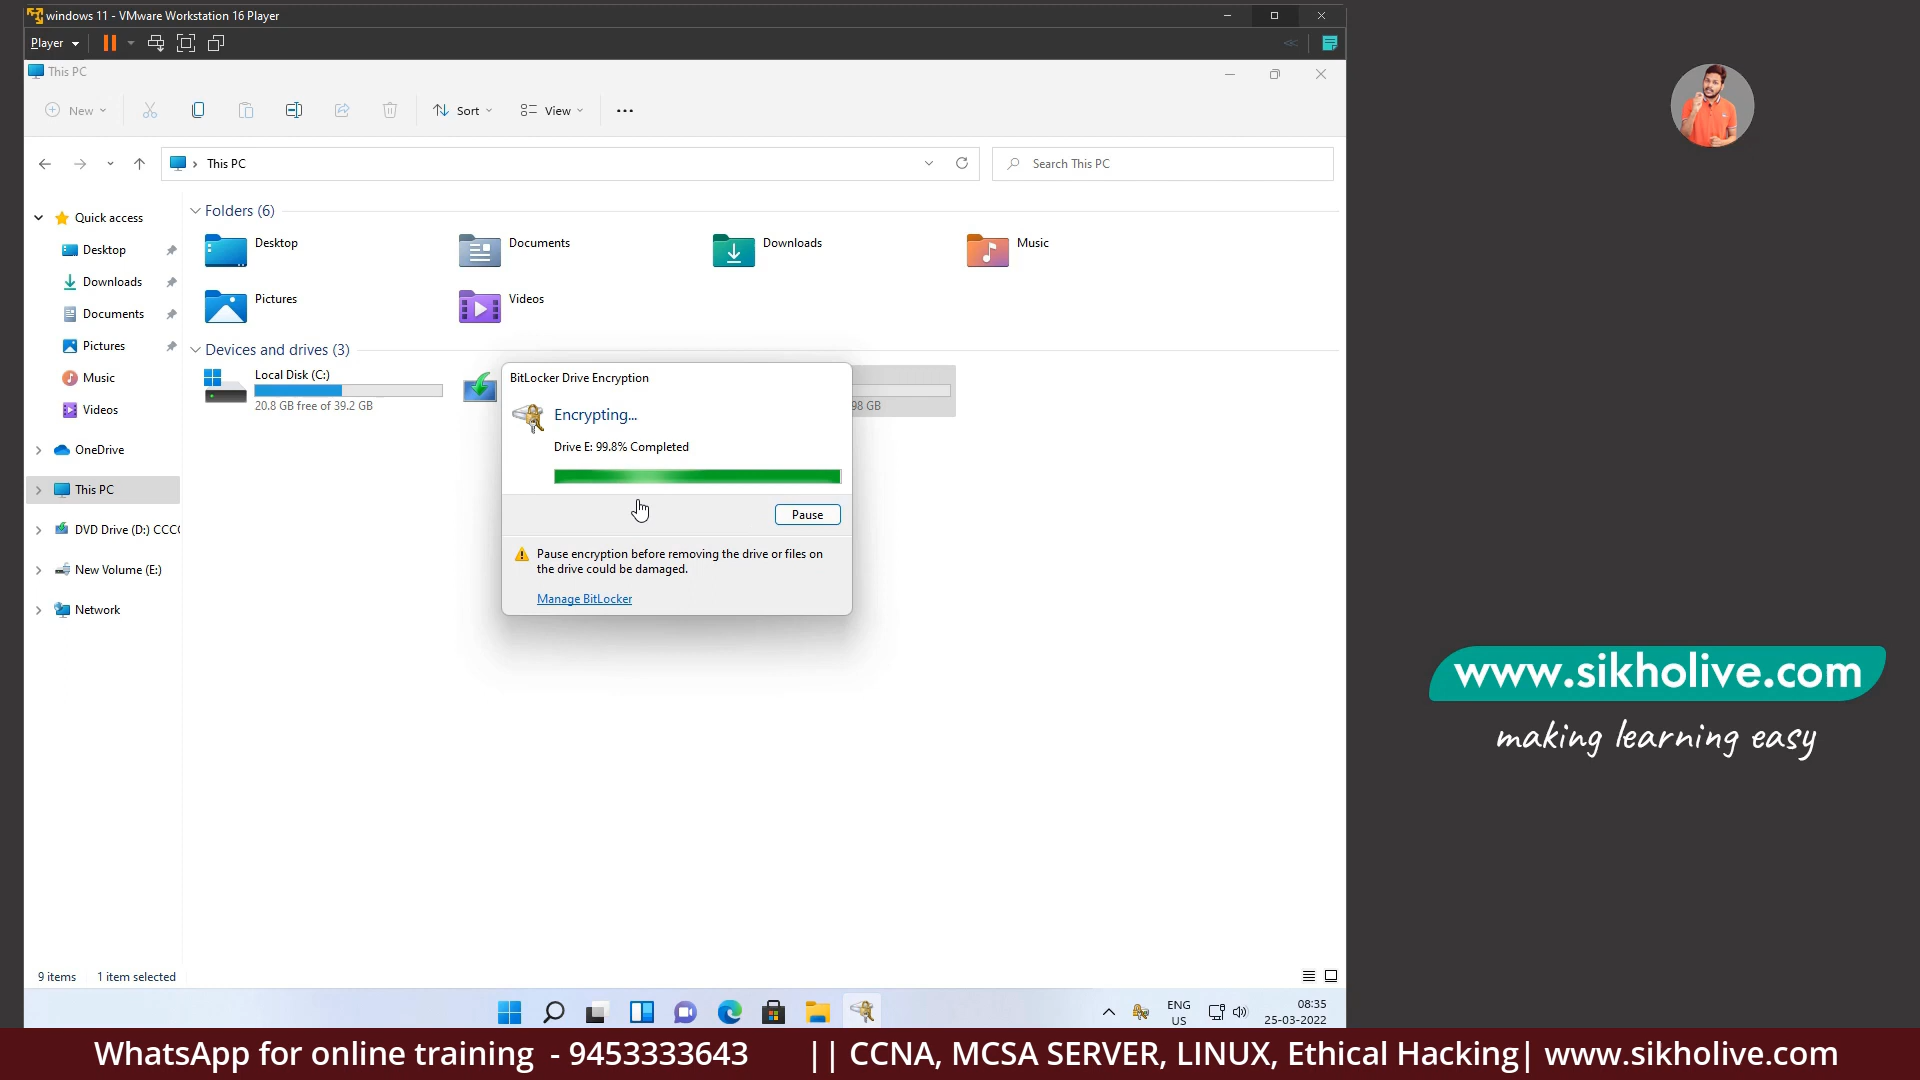 windows 11 - VMware Workstation 16 Player
Player
This PC
New
Sort
View
This PC
Search This PC
Quick access
Desktop
Downloads
Documents
Pictures
Music
Videos
OneDrive
This PC
DVD Drive (D:) CCC
New Volume (E:)
Network
Folders (6)
Desktop
Documents
Downloads
Music
Pictures
Videos
Devices and drives (3)
Local Disk (C:)
20.8 GB free of 39.2 GB
98 GB
BitLocker Drive Encryption
Encrypting...
Drive E: 99.8% Completed
Pause
Pause encryption before removing the drive or files on
the drive could be damaged.
Manage BitLocker
9 items 1 item selected
ENG
US
08:35
25-03-2022
www.sikholive.com
making learning easy
WhatsApp for online training - 9453333643 || CCNA, MCSA SERVER, LINUX, Ethical Hacking| www.sikholive.com